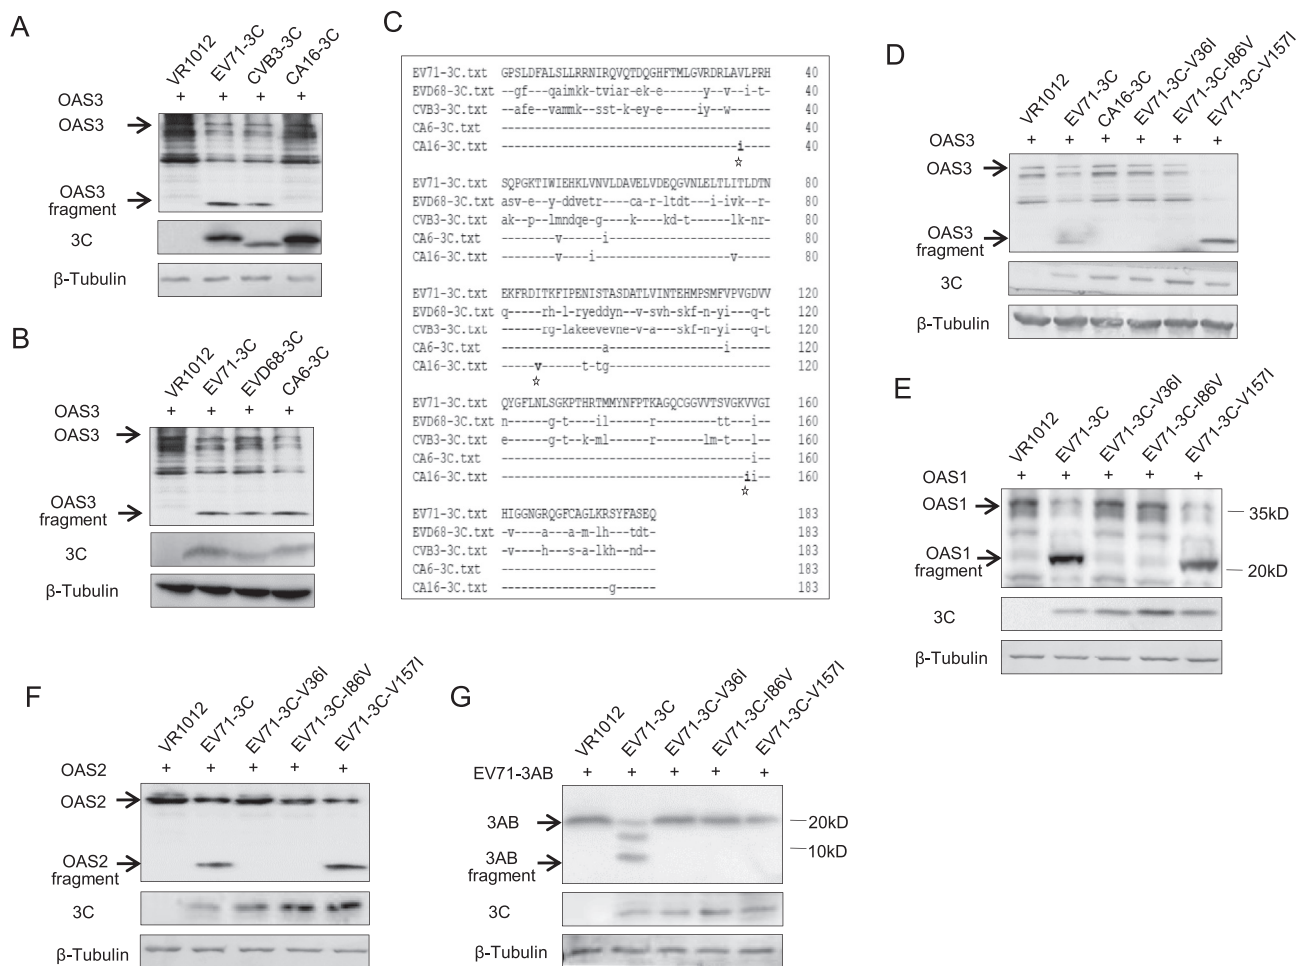 A
VR1012
EV71-3C
CVB3-3C
CA16-3C
OAS3 + + + +
OAS3
OAS3
fragment
3C
β-Tubulin
B
VR1012
EV71-3C
EVD68-3C
CA6-3C
OAS3 + + + +
OAS3
OAS3
fragment
3C
β-Tubulin
C
EV71-3C.txt GPSLDFALSLLRRNIRQVQTDQGHFTMLGVRDRLAVLPRH 40
EVD68-3C.txt --gf--qaimkk-tviar-ek-e------y--v---i-t- 40
CVB3-3C.txt -afe-vammk--sst-k-ey-e------iy--w------- 40
CA6-3C.txt ---------------------------------------- 40
CA16-3C.txt -----------------------------------i---- 40
☆
EV71-3C.txt SQPGKTIWIEHKLVNVLDAVELVDEQGVNLELTLITLDTN 80
EVD68-3C.txt asv-e--y-ddvetr----ca-r-ltdt---i-ivk--r- 80
CVB3-3C.txt ak--p--lmndqe-g------k----kd-t-----lk-nr- 80
CA6-3C.txt --------v------i------------------------ 80
CA16-3C.txt --------v----i--------------------v----- 80
EV71-3C.txt EKFRDITKFIPENISTASDATLVINTEHMPSMFVPVGDVV 120
EVD68-3C.txt q-----rh-l-ryeddyn--v-svh-skf-n-yi---q-t 120
CVB3-3C.txt ------rg-lakeevevne-v-a----skf-n-yi--q-t 120
CA6-3C.txt ---------------a-----------------i------ 120
CA16-3C.txt -----v------t-tg------------------------ 120
☆
EV71-3C.txt QYGFLNLSGKPTHRTMMYNFPTKAGQCGGVVTSVGKVVGI 160
EVD68-3C.txt n------g-t---il------r---------tt---i-- 160
CVB3-3C.txt e------g-tk-ml-------r-------lm-t---l-- 160
CA6-3C.txt -------------------------------------i-- 160
CA16-3C.txt ------------------------------------i--- 160
☆
EV71-3C.txt HIGGNGRQGFCAGLKRSYFASEQ 183
EVD68-3C.txt -v----a---s-a-m-lh---tdt- 183
CVB3-3C.txt -v----h---s-a-lkh---nd-- 183
CA6-3C.txt ----------------------- 183
CA16-3C.txt -----------------g----- 183
D
VR1012
EV71-3C
CA16-3C
EV71-3C-V36I
EV71-3C-I86V
EV71-3C-V157I
OAS3 + + + + + +
OAS3
OAS3
fragment
3C
β-Tubulin
E
VR1012
EV71-3C
EV71-3C-V36I
EV71-3C-I86V
EV71-3C-V157I
OAS1 + + + + +
OAS1
35kD
OAS1
fragment
20kD
3C
β-Tubulin
F
VR1012
EV71-3C
EV71-3C-V36I
EV71-3C-I86V
EV71-3C-V157I
OAS2 + + + + +
OAS2
OAS2
fragment
3C
β-Tubulin
G
VR1012
EV71-3C
EV71-3C-V36I
EV71-3C-I86V
EV71-3C-V157I
EV71-3AB + + + + +
3AB
20kD
10kD
3AB
fragment
3C
β-Tubulin